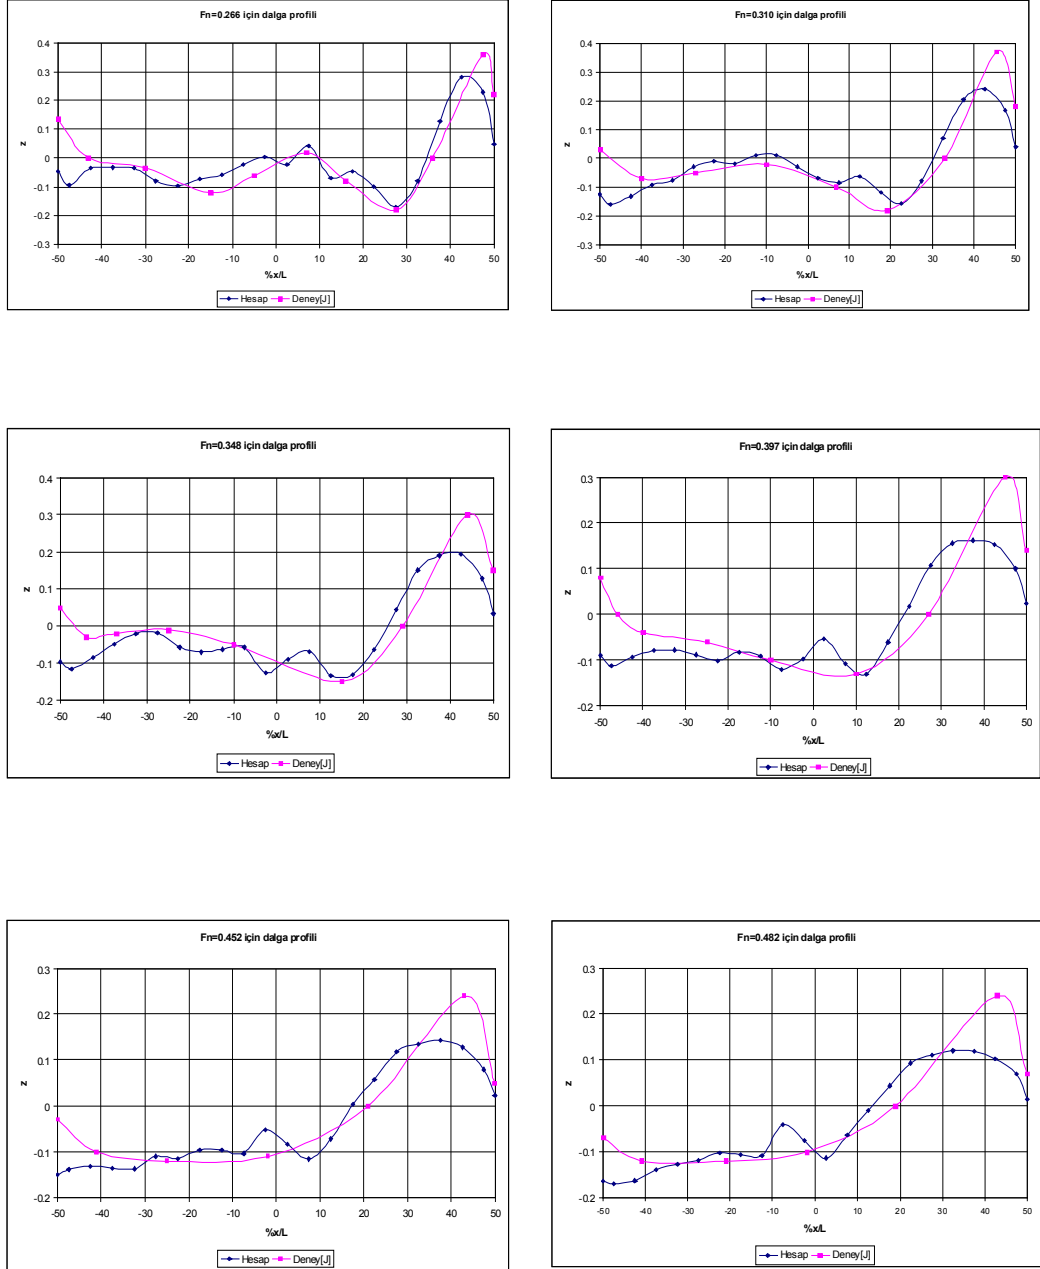 Fn=0.266 için dalga profili
0.4
0.3
0.2
0.1
0
-0.1
-0.2
-0.3
z
-50 -40 -30 -20 -10 0 10 20 30 40 50
%x/L
Hesap Deney[J]
Fn=0.310 için dalga profili
0.4
0.3
0.2
0.1
0
-0.1
-0.2
-0.3
z
-50 -40 -30 -20 -10 0 10 20 30 40 50
%x/L
Hesap Deney[J]
Fn=0.348 için dalga profili
0.4
0.3
0.2
0.1
0
-0.1
-0.2
z
-50 -40 -30 -20 -10 0 10 20 30 40 50
%x/L
Hesap Deney[J]
Fn=0.397 için dalga profili
0.3
0.2
0.1
0
-0.1
-0.2
z
-50 -40 -30 -20 -10 0 10 20 30 40 50
%x/L
Hesap Deney[J]
Fn=0.452 için dalga profili
0.3
0.2
0.1
0
-0.1
-0.2
z
-50 -40 -30 -20 -10 0 10 20 30 40 50
%x/L
Hesap Deney[J]
Fn=0.482 için dalga profili
0.3
0.2
0.1
0
-0.1
-0.2
z
-50 -40 -30 -20 -10 0 10 20 30 40 50
%x/L
Hesap Deney[J]